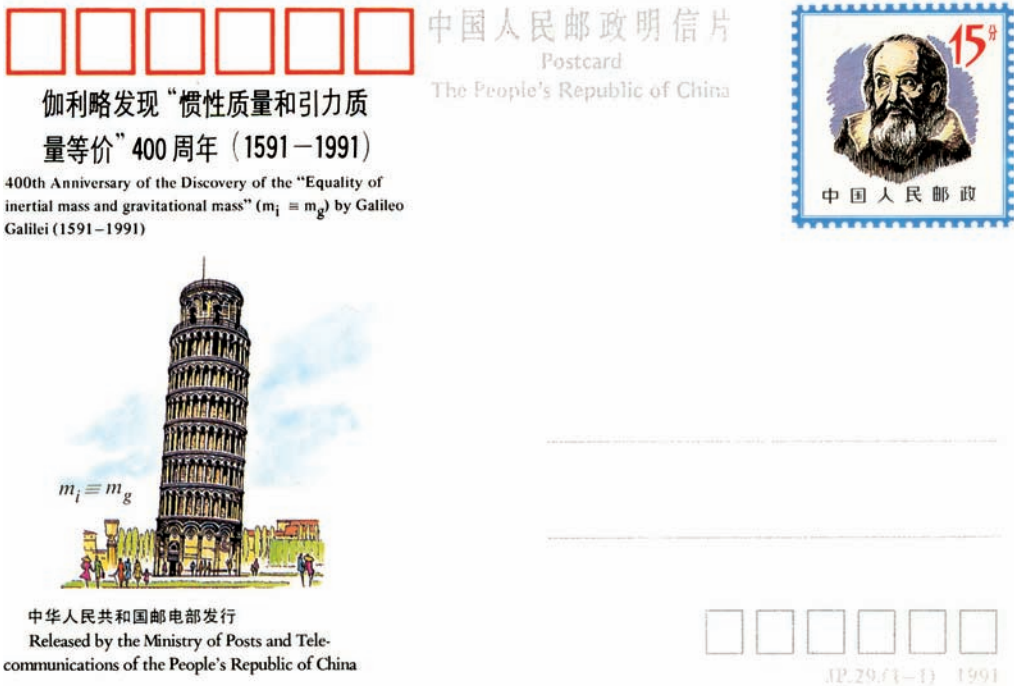 中国人民邮政明信片
Postcard
The People's Republic of China
15分
中国人民邮政
伽利略发现“惯性质量和引力质
量等价”400周年（1591－1991）
400th Anniversary of the Discovery of the “Equality of
inertial mass and gravitational mass” (mi ≡ mg) by Galileo
Galilei (1591–1991)
mi ≡ mg
中华人民共和国邮电部发行
Released by the Ministry of Posts and Tele-
communications of the People's Republic of China
JP.29.(1-1) 1991